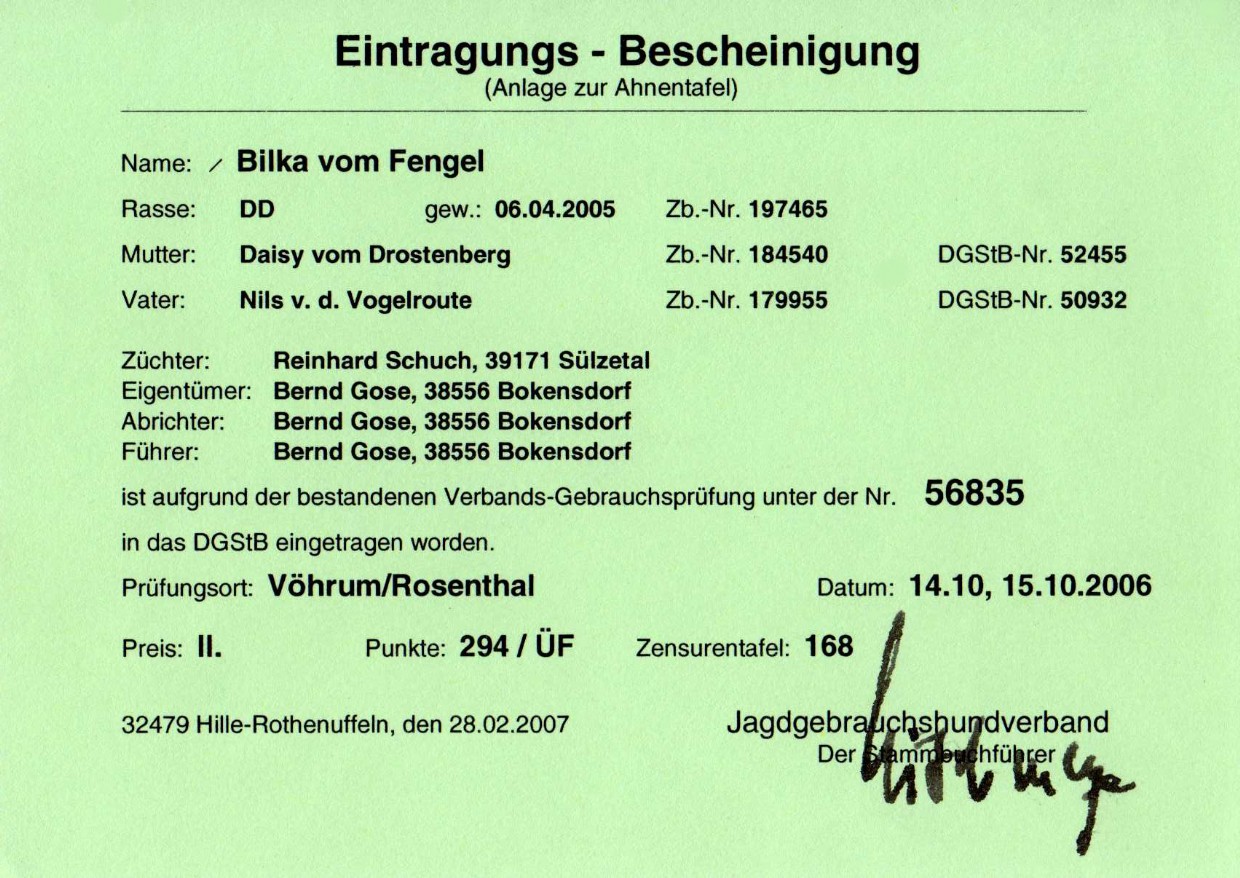 Eintragungs - Bescheinigung
(Anlage zur Ahnentafel)
Name: / Bilka vom Fengel
Rasse: DD gew.: 06.04.2005 Zb.-Nr. 197465
Mutter: Daisy vom Drostenberg Zb.-Nr. 184540 DGStB-Nr. 52455
Vater: Nils v. d. Vogelroute Zb.-Nr. 179955 DGStB-Nr. 50932
Züchter: Reinhard Schuch, 39171 Sülzetal
Eigentümer: Bernd Gose, 38556 Bokensdorf
Abrichter: Bernd Gose, 38556 Bokensdorf
Führer: Bernd Gose, 38556 Bokensdorf
ist aufgrund der bestandenen Verbands-Gebrauchsprüfung unter der Nr. 56835
in das DGStB eingetragen worden.
Prüfungsort: Vöhrum/Rosenthal Datum: 14.10, 15.10.2006
Preis: II. Punkte: 294 / ÜF Zensurentafel: 168
32479 Hille-Rothenuffeln, den 28.02.2007 Jagdgebrauchshundverband
Der Stammbuchführer